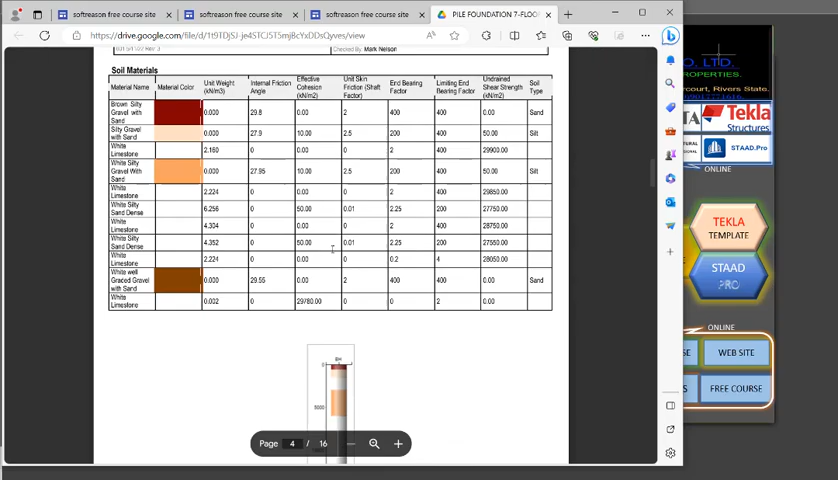 softreason free course site
softreason free course site
softreason free course site
PILE FOUNDATION 7-FLOOR
https://drive.google.com/file/d/1t9TDjSJ-je4STCJ5T5mjBcYxDDsQyves/view
Checked By: Mark Nelson
Soil Materials
Material Name Material Color Unit Weight (kN/m3) Internal Friction Angle Effective Cohesion (kN/m2) Unit Skin Friction (Shaft Factor) End Bearing Factor Limiting End Bearing Factor Undrained Shear Strength (kN/m2) Soil Type
Brown Silty Gravel with Sand 0.000 29.8 0.00 2 400 400 0.00 Sand
Silty Gravel with Sand 0.000 27.9 10.00 2.5 200 400 50.00 Silt
White Limestone 2.160 0 0.00 0 2 400 29900.00
White Silty Gravel With Sand 0.000 27.95 10.00 2.5 200 400 50.00 Silt
White Limestone 2.224 0 0.00 0 2 400 29850.00
White Silty Sand Dense 6.256 0 50.00 0.01 2.25 200 27750.00
White Limestone 4.304 0 0.00 0 2 400 28750.00
White Silty Sand Dense 4.352 0 50.00 0.01 2.25 200 27550.00
White Limestone 2.224 0 0.00 0 0.2 4 28050.00
White well Graced Gravel with Sand 0.000 29.55 0.00 2 400 400 0.00 Sand
White Limestone 0.002 0 29780.00 0 0 2 0.00
BH
0
5000
Page 4 / 16
O, LTD.
PROPERTIES.
court, Rivers State.
TA
Tekla
Structures
STAAD.Pro
ONLINE
TEKLA
TEMPLATE
STAAD
PRO
ONLINE
SE
WEB SITE
S
FREE COURSE